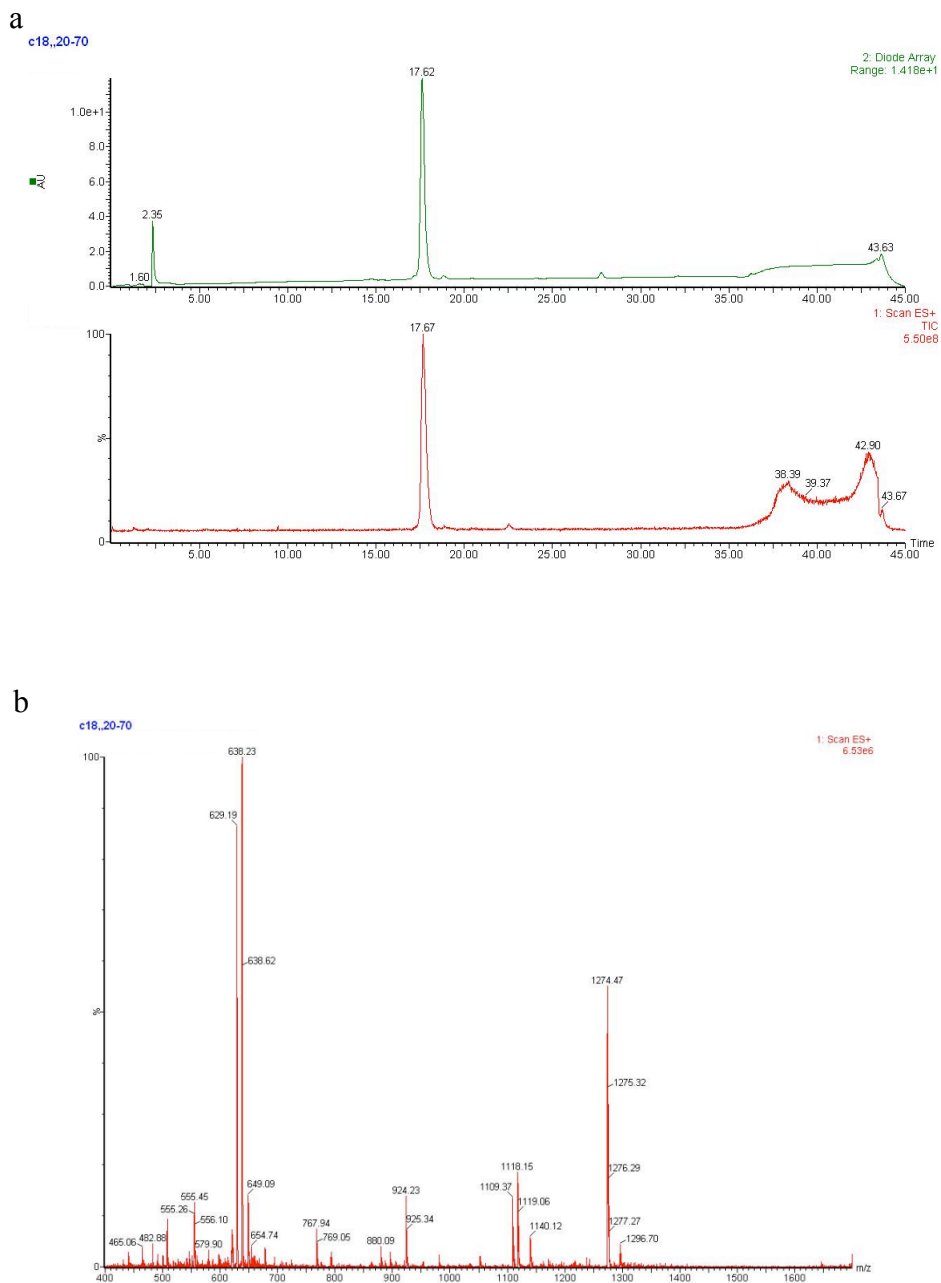 a
c18,,20-70
2: Diode Array
Range: 1.418e+1
17.62
1.0e+1
8.0
6.0
AU
4.0
2.35
2.0
1.60
43.63
0.0
5.00 10.00 15.00 20.00 25.00 30.00 35.00 40.00 45.00
1: Scan ES+
TIC
5.50e8
17.67
100
%
42.90
38.39
39.37
43.67
0
5.00 10.00 15.00 20.00 25.00 30.00 35.00 40.00 45.00
Time
b
c18,,20-70
1: Scan ES+
6.53e6
638.23
100
629.19
638.62
%
1274.47
1275.32
1276.29
1277.27
1296.70
649.09
654.74
555.45
555.26
556.10
465.06 482.88
579.90
767.94
769.05
924.23
925.34
880.09
1118.15
1109.37
1119.06
1140.12
0
400 500 600 700 800 900 1000 1100 1200 1300 1400 1500 1600
m/z